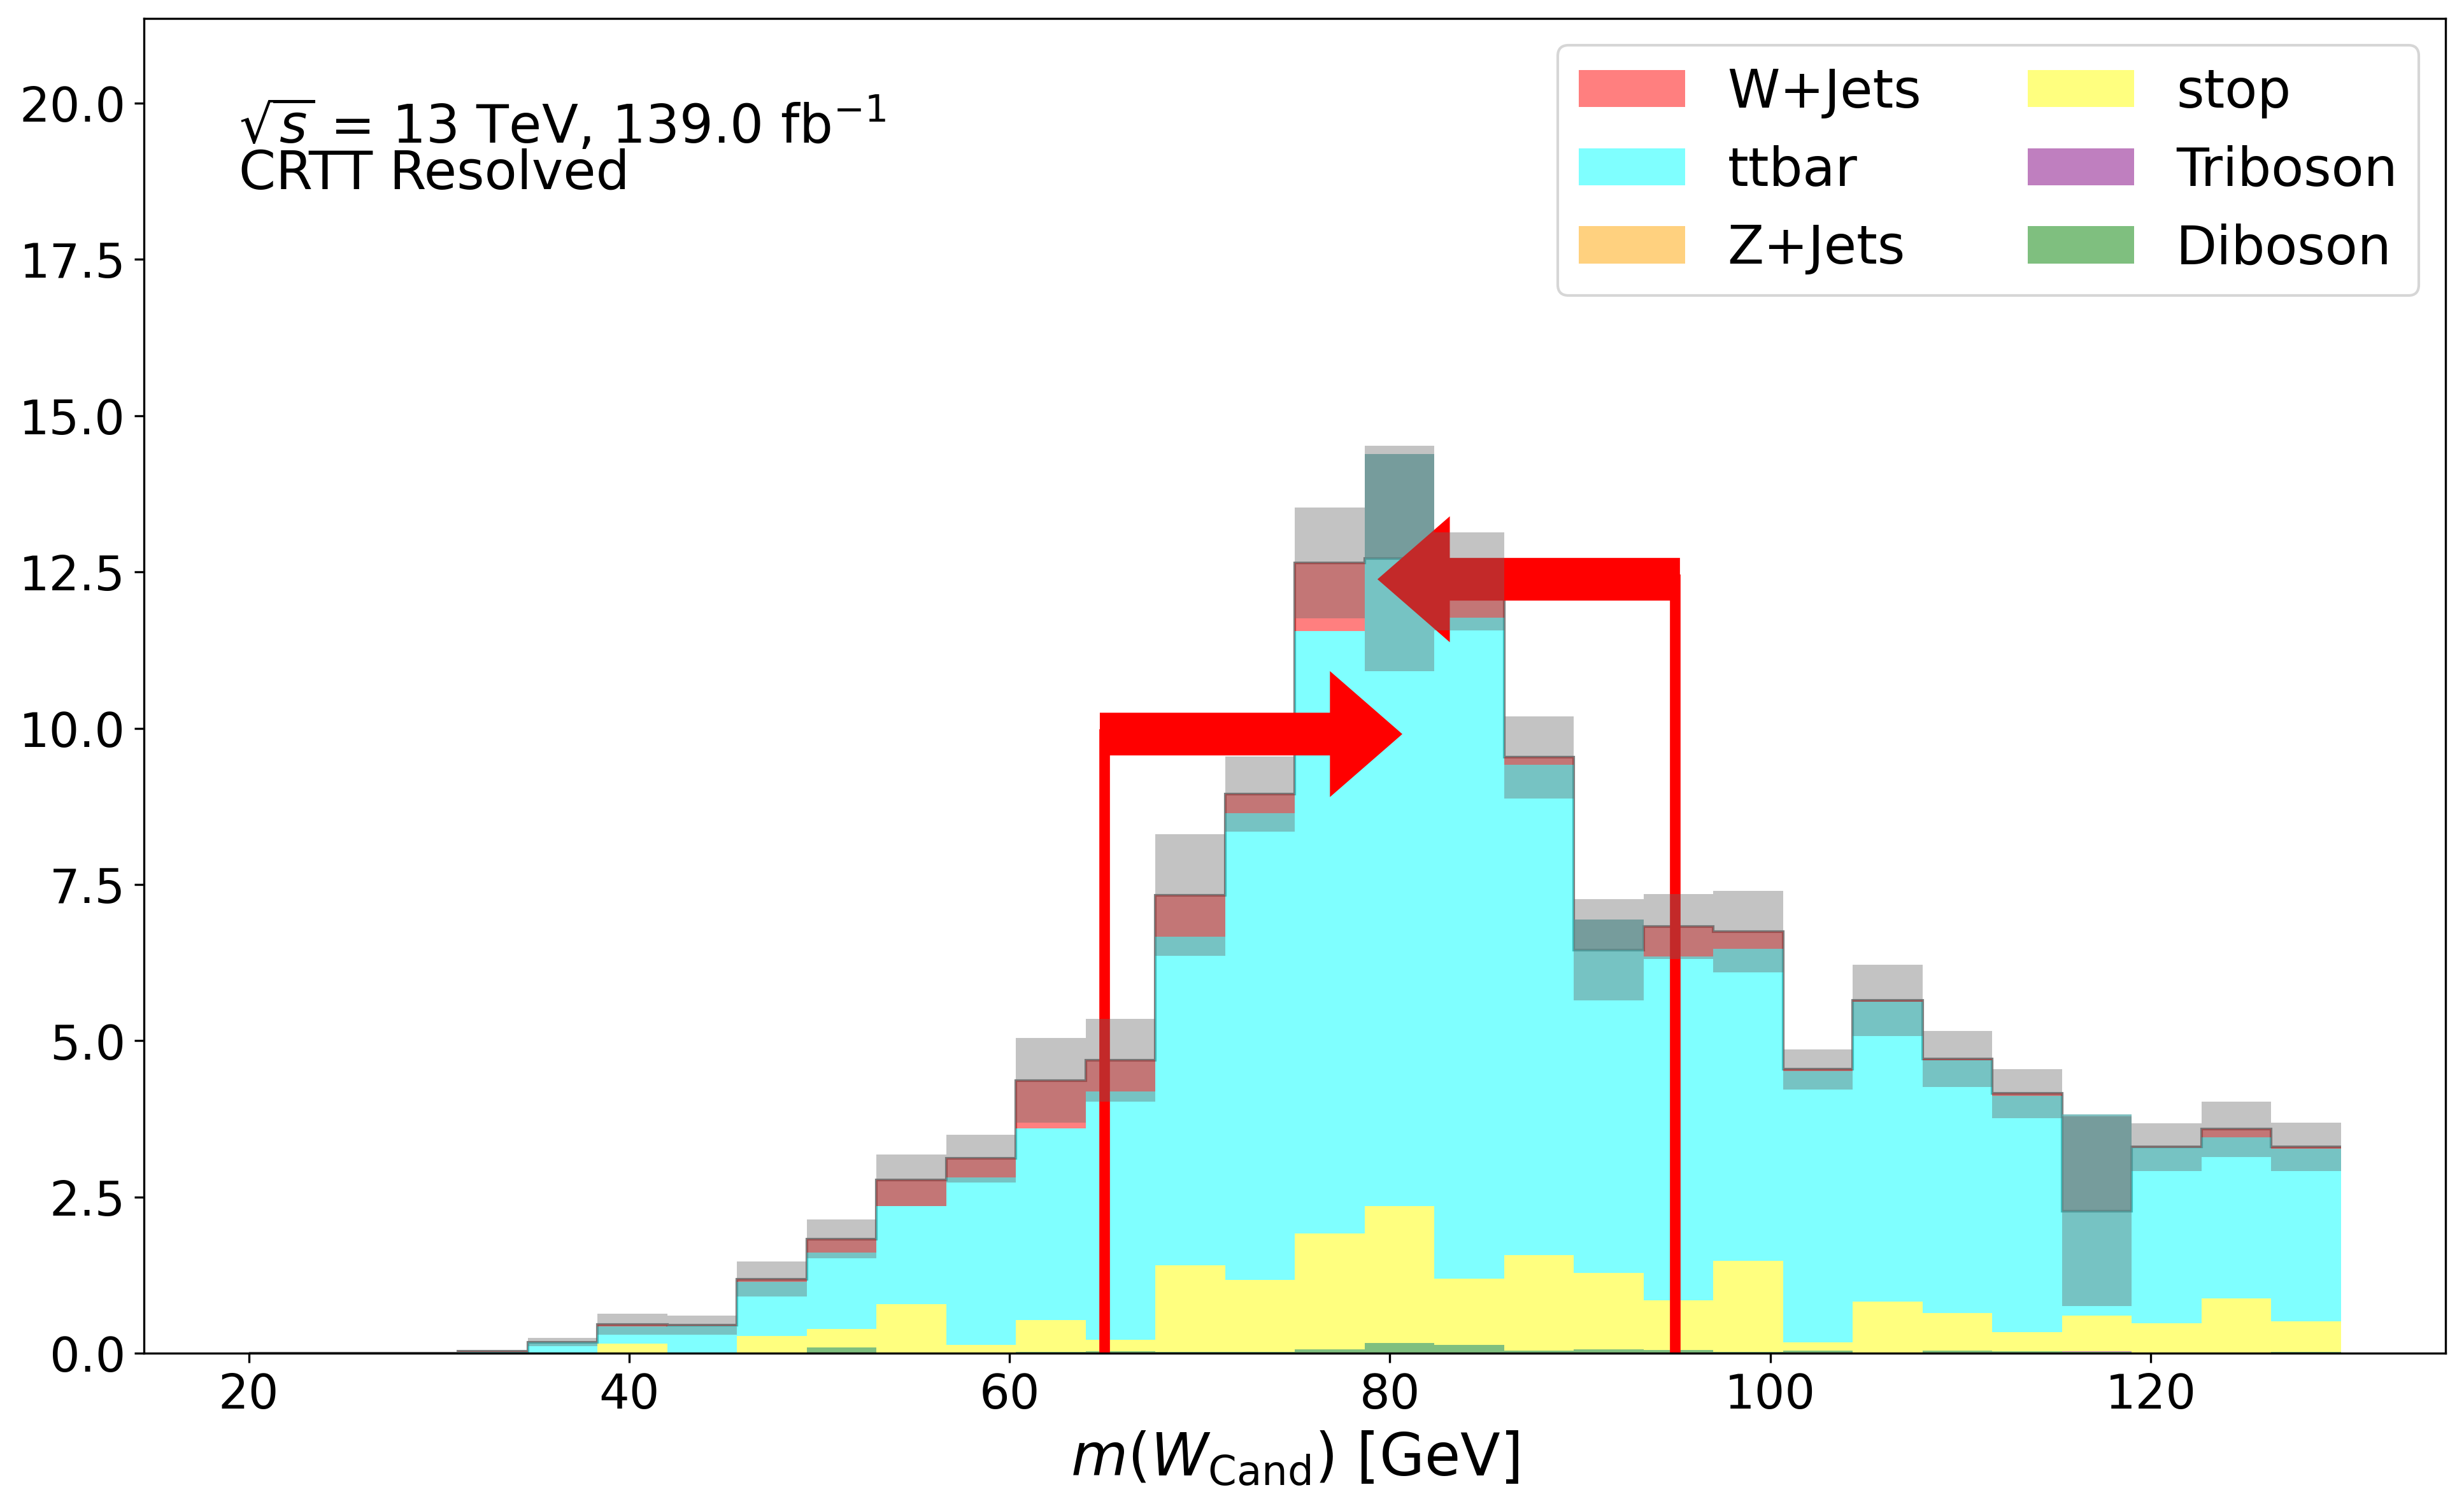 √s = 13 TeV, 139.0 fb⁻¹
CRTT Resolved
W+Jets
ttbar
Z+Jets
stop
Triboson
Diboson
20.0
17.5
15.0
12.5
10.0
7.5
5.0
2.5
0.0
20 40 60 80 100 120
m(W_Cand) [GeV]